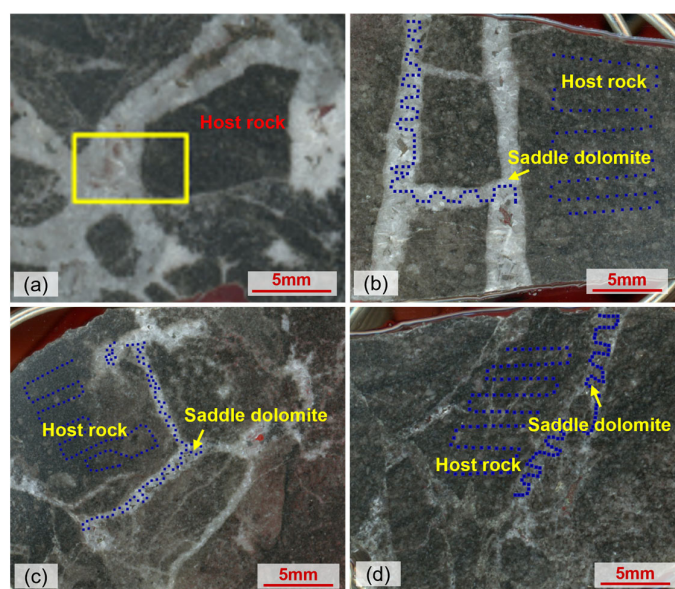 Host rock
(a)
5mm
Host rock
Saddle dolomite
(b)
5mm
Saddle dolomite
Host rock
(c)
5mm
Saddle dolomite
Host rock
(d)
5mm